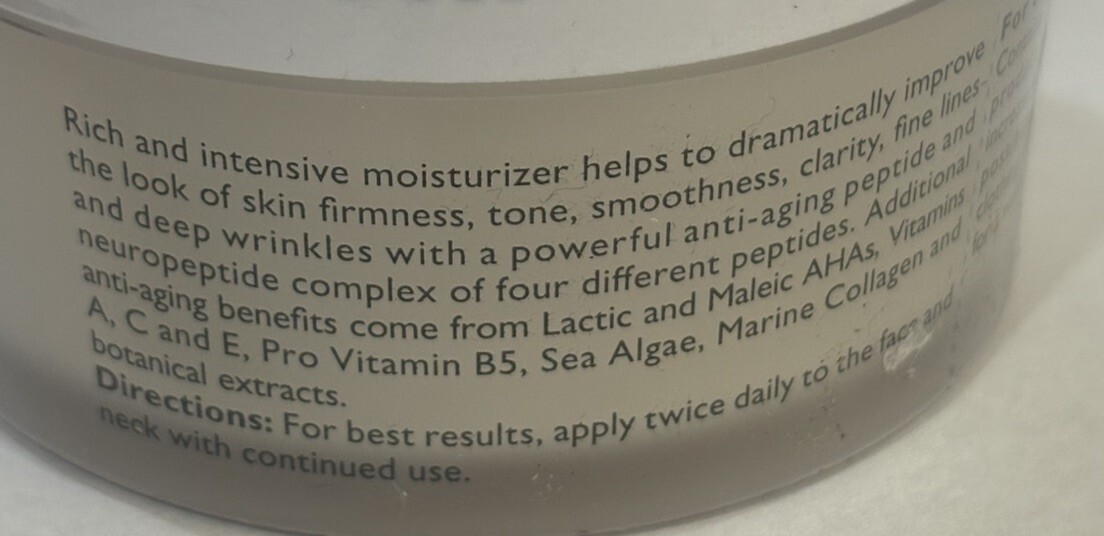 Rich and intensive moisturizer helps to dramatically improve
the look of skin firmness, tone, smoothness, clarity, fine lines-
and deep wrinkles with a powerful anti-aging peptide and
neuropeptide complex of four different peptides. Additional
anti-aging benefits come from Lactic and Maleic AHAs, Vitamins
A, C and E, Pro Vitamin B5, Sea Algae, Marine Collagen and
botanical extracts.
Directions: For best results, apply twice daily to the face and
neck with continued use.
For